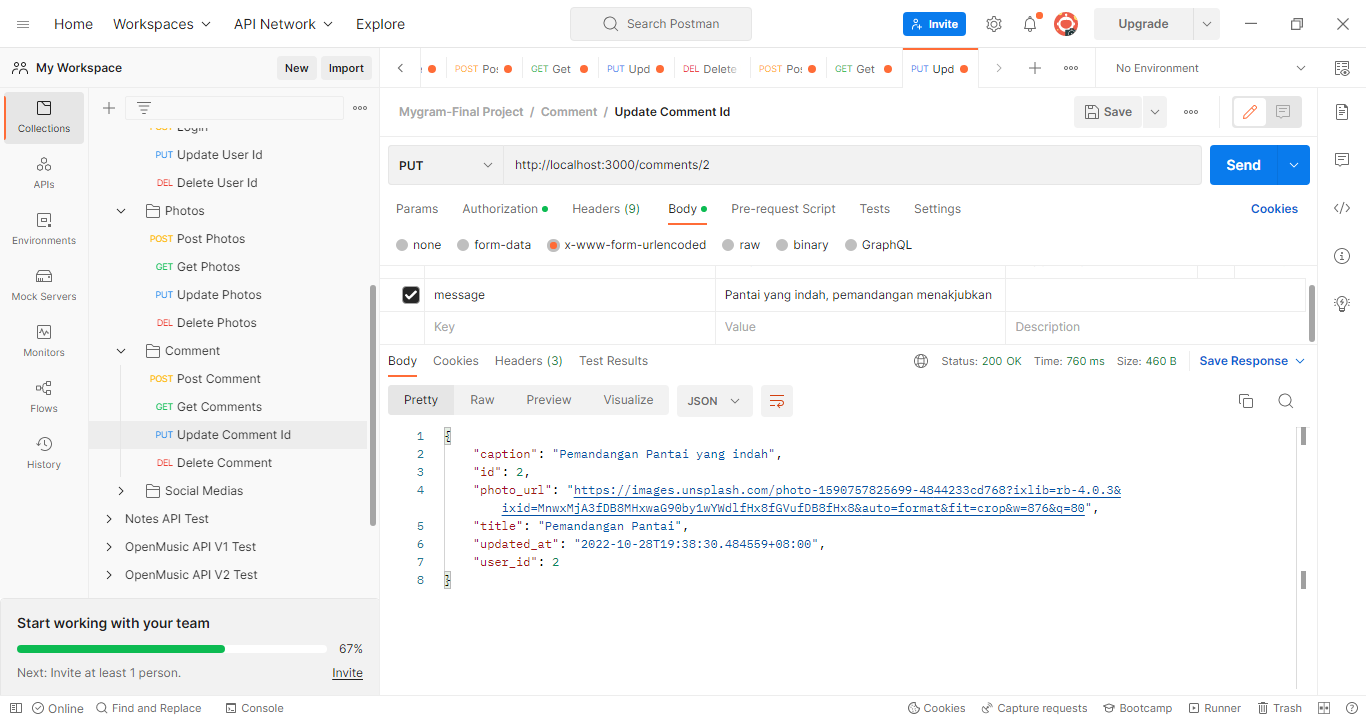 Home Workspaces API Network Explore Search Postman Invite Upgrade
My Workspace New Import
POST Pos GET Get PUT Upd DEL Delete POST Pos GET Get PUT Upd No Environment
Collections
APIs
Environments
Mock Servers
Monitors
Flows
History
Login
PUT Update User Id
DEL Delete User Id
Photos
POST Post Photos
GET Get Photos
PUT Update Photos
DEL Delete Photos
Comment
POST Post Comment
GET Get Comments
PUT Update Comment Id
DEL Delete Comment
Social Medias
Notes API Test
OpenMusic API V1 Test
OpenMusic API V2 Test
Start working with your team
67%
Next: Invite at least 1 person. Invite
Mygram-Final Project / Comment / Update Comment Id Save
PUT http://localhost:3000/comments/2 Send
Params Authorization Headers (9) Body Pre-request Script Tests Settings Cookies
none form-data x-www-form-urlencoded raw binary GraphQL
message Pantai yang indah, pemandangan menakjubkan
Key Value Description
Body Cookies Headers (3) Test Results Status: 200 OK Time: 760 ms Size: 460 B Save Response
Pretty Raw Preview Visualize JSON
1 {
2 "caption": "Pemandangan Pantai yang indah",
3 "id": 2,
4 "photo_url": "https://images.unsplash.com/photo-1590757825699-4844233cd768?ixlib=rb-4.0.3&
ixid=MnwxMjA3fDB8MHxwaG90by1wYWdlfHx8fGVufDB8fHx8&auto=format&fit=crop&w=876&q=80",
5 "title": "Pemandangan Pantai",
6 "updated_at": "2022-10-28T19:38:30.484559+08:00",
7 "user_id": 2
8 }
Online Find and Replace Console Cookies Capture requests Bootcamp Runner Trash